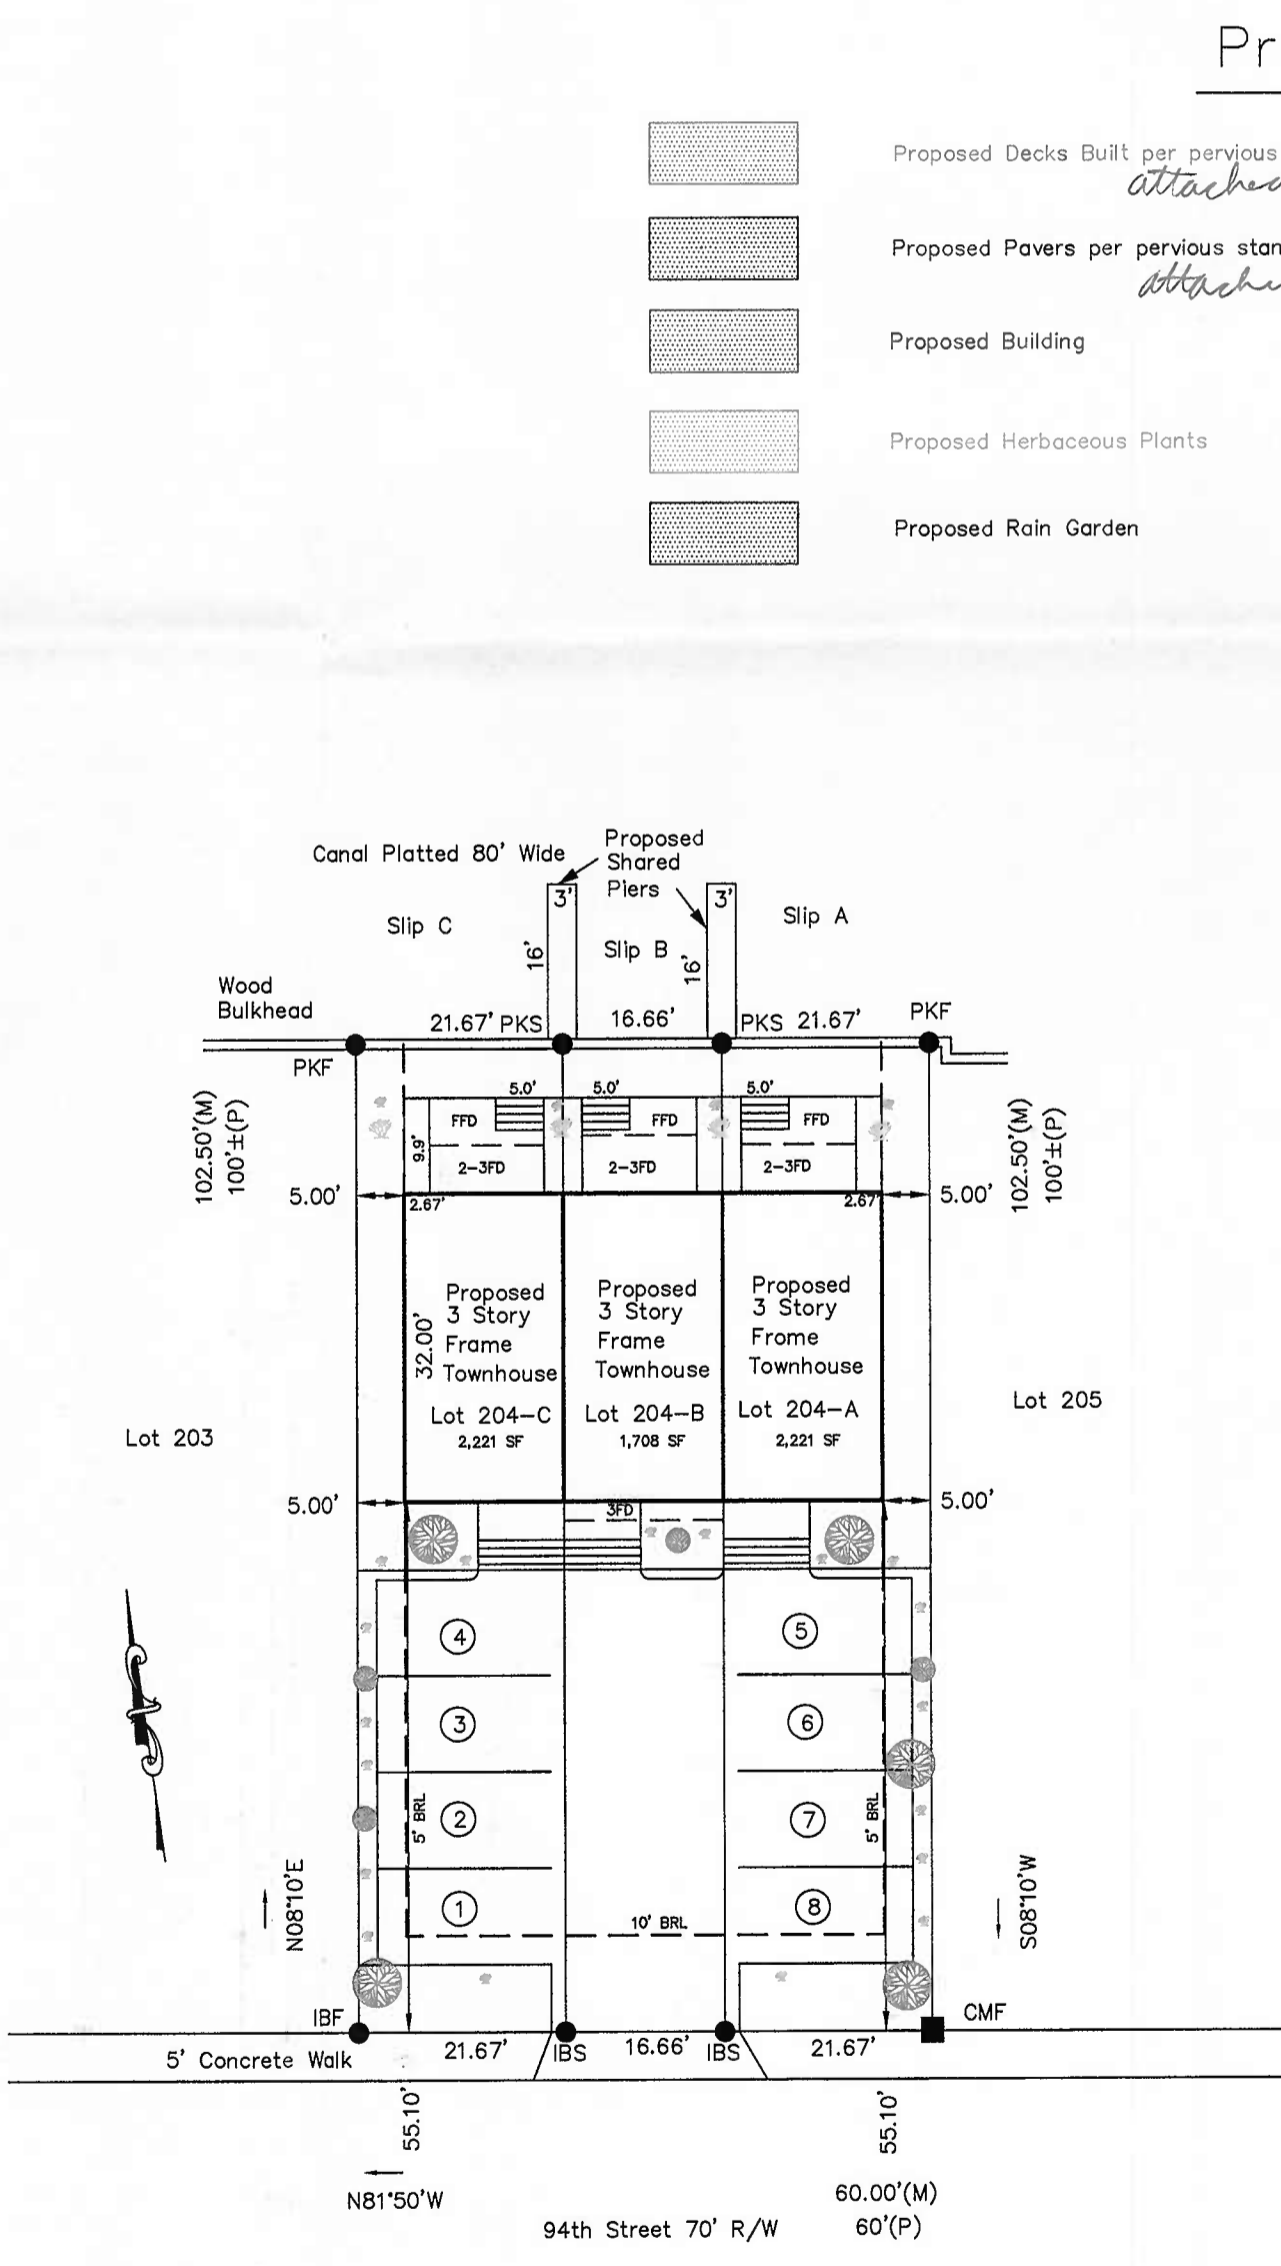 Pr
Proposed Decks Built per pervious
attached
Proposed Pavers per pervious stan
attache
Proposed Building
Proposed Herbaceous Plants
Proposed Rain Garden
Canal Platted 80' Wide
Proposed
Shared
Piers
3'
3'
Slip C
Slip B
Slip A
16'
16'
Wood
Bulkhead
21.67' PKS
16.66'
PKS 21.67'
PKF
PKF
5.0'
5.0'
5.0'
FFD
FFD
FFD
9.9'
2-3FD
2-3FD
2-3FD
102.50'(M)
100'±(P)
102.50'(M)
100'±(P)
5.00'
2.67'
2.67'
5.00'
Proposed
3 Story
Frame
Townhouse
Lot 204-C
2,221 SF
32.00'
Proposed
3 Story
Frame
Townhouse
Lot 204-B
1,708 SF
Proposed
3 Story
Frome
Townhouse
Lot 204-A
2,221 SF
Lot 203
Lot 205
5.00'
5.00'
3FD
4
5
3
6
2
7
5' BRL
5' BRL
1
8
10' BRL
N08°10'E
S08°10'W
IBF
CMF
5' Concrete Walk
21.67'
IBS
16.66'
IBS
21.67'
55.10'
55.10'
N81°50'W
60.00'(M)
60'(P)
94th Street 70' R/W